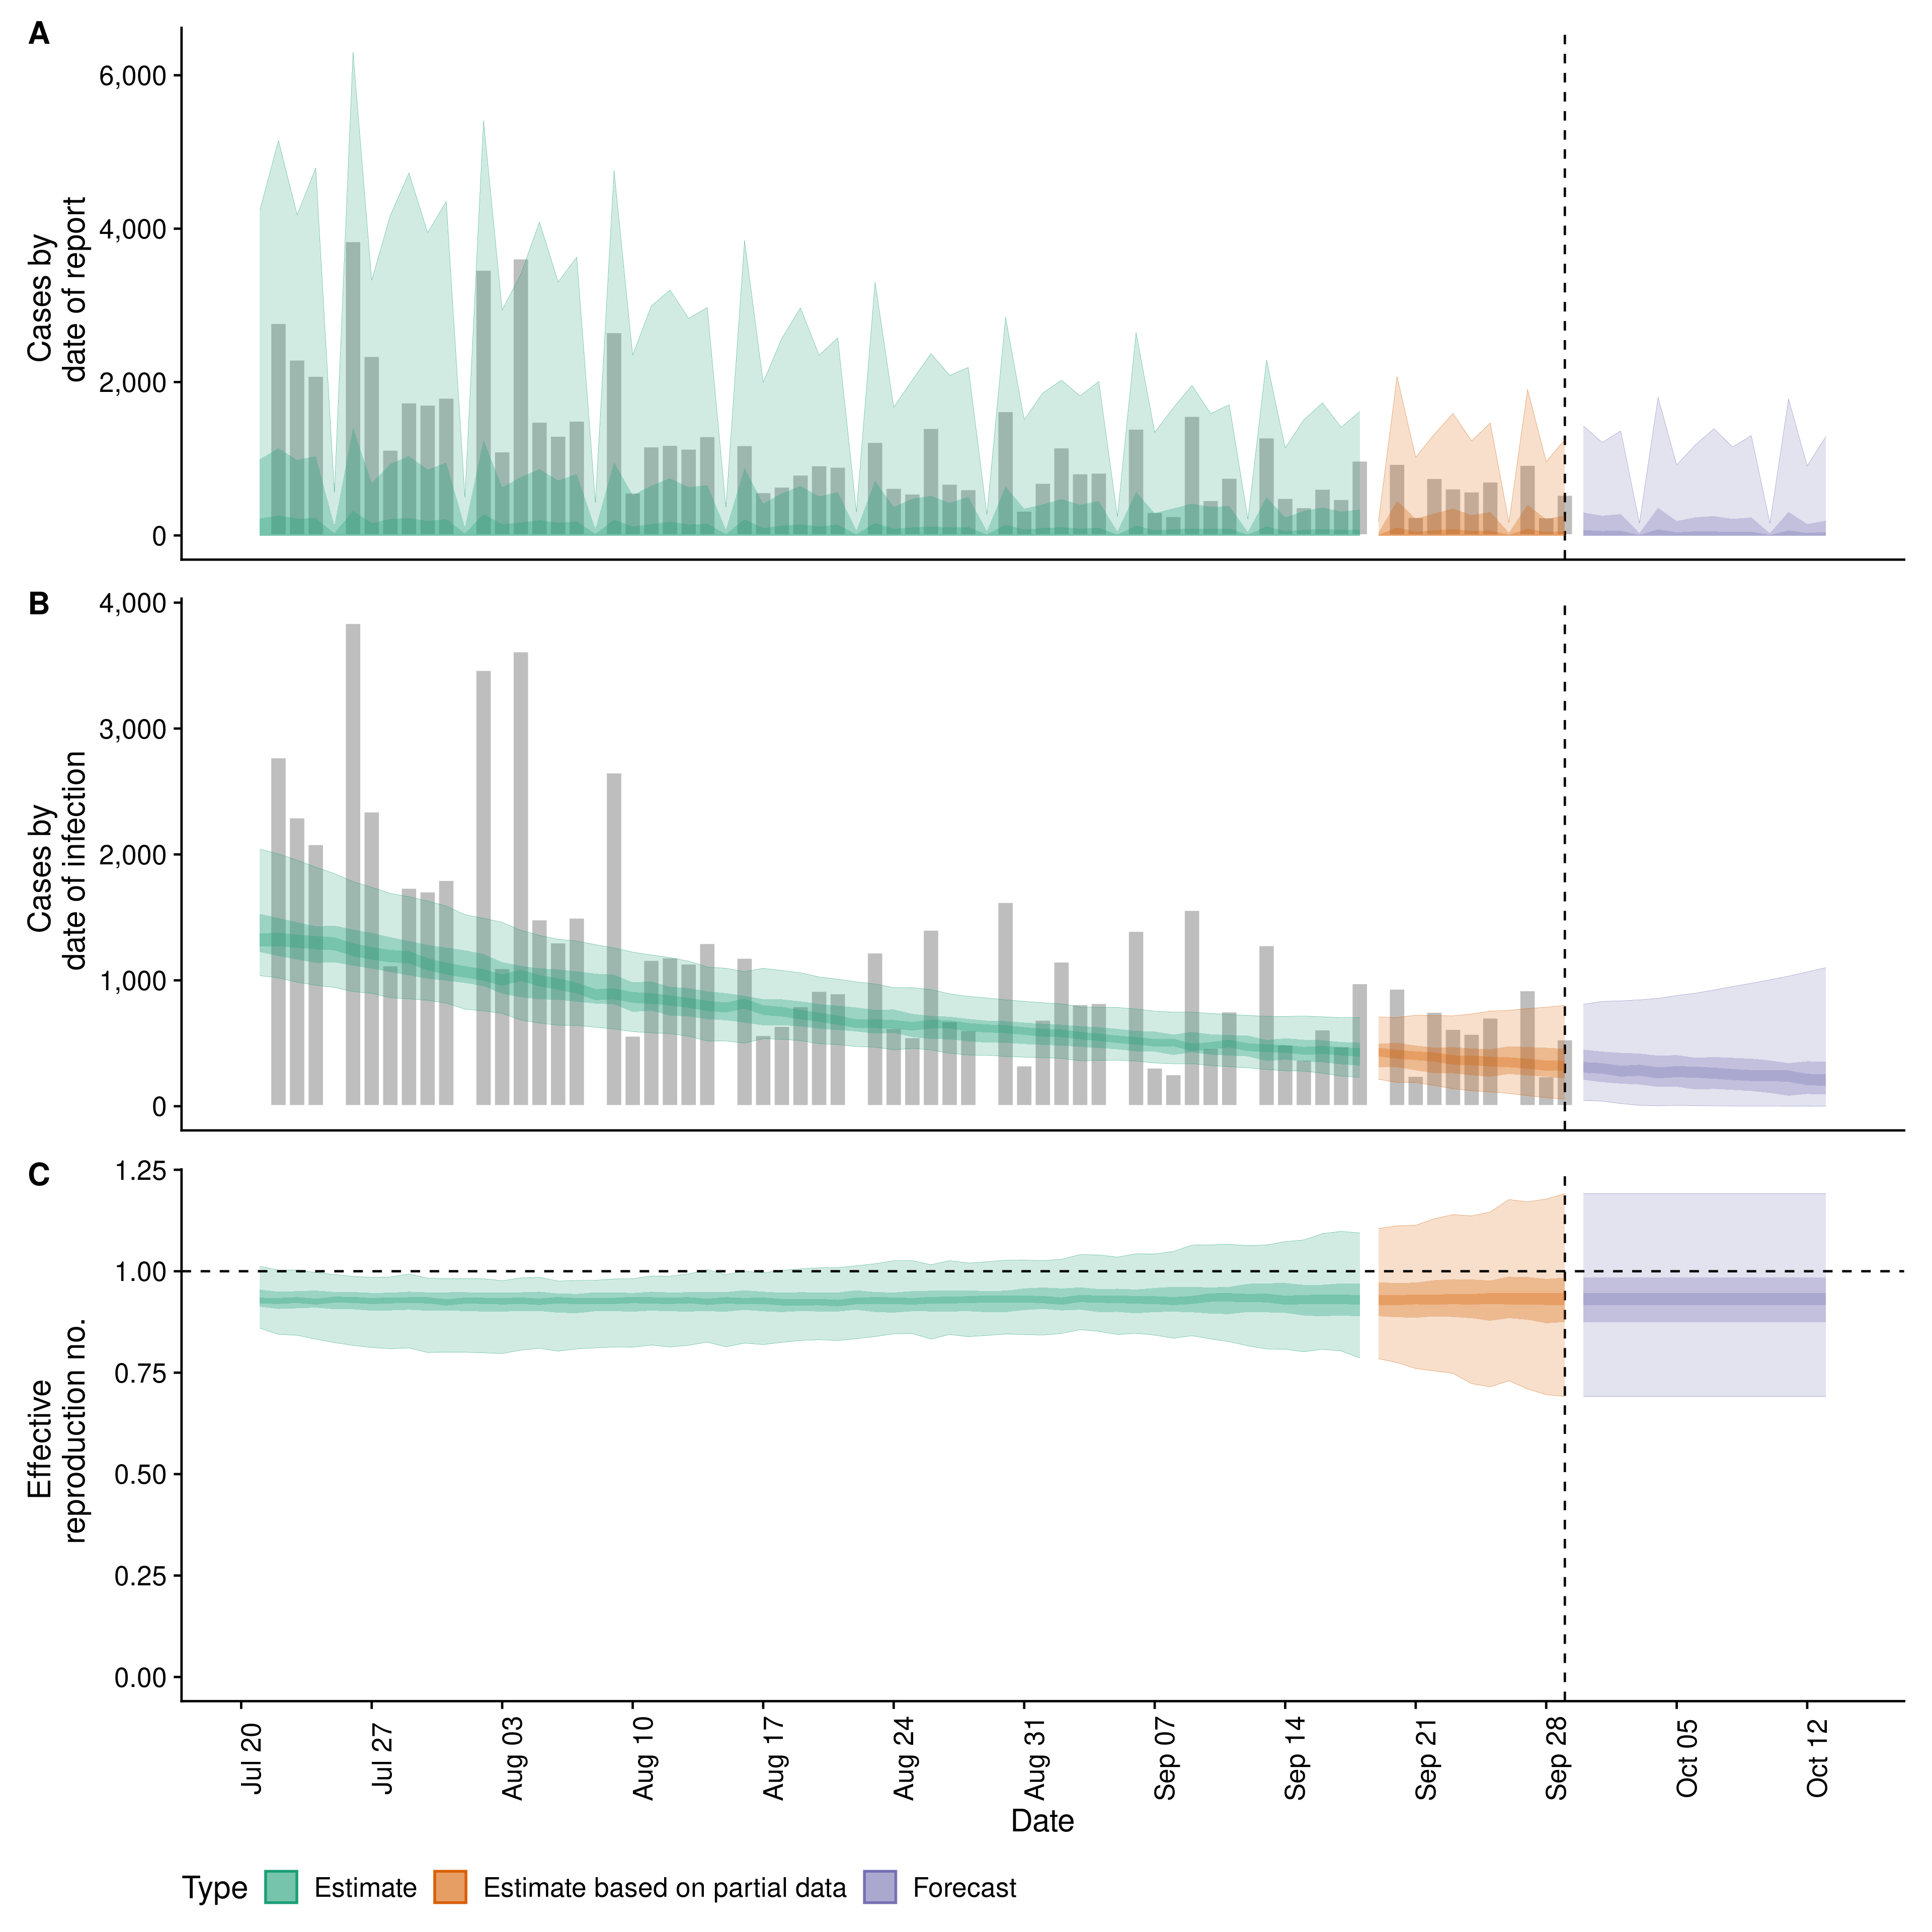 A
Cases by
date of report
6,000
4,000
2,000
0
B
Cases by
date of infection
4,000
3,000
2,000
1,000
0
C
Effective
reproduction no.
1.25
1.00
0.75
0.50
0.25
0.00
Jul 20
Jul 27
Aug 03
Aug 10
Aug 17
Aug 24
Aug 31
Sep 07
Sep 14
Sep 21
Sep 28
Oct 05
Oct 12
Date
Type
Estimate
Estimate based on partial data
Forecast